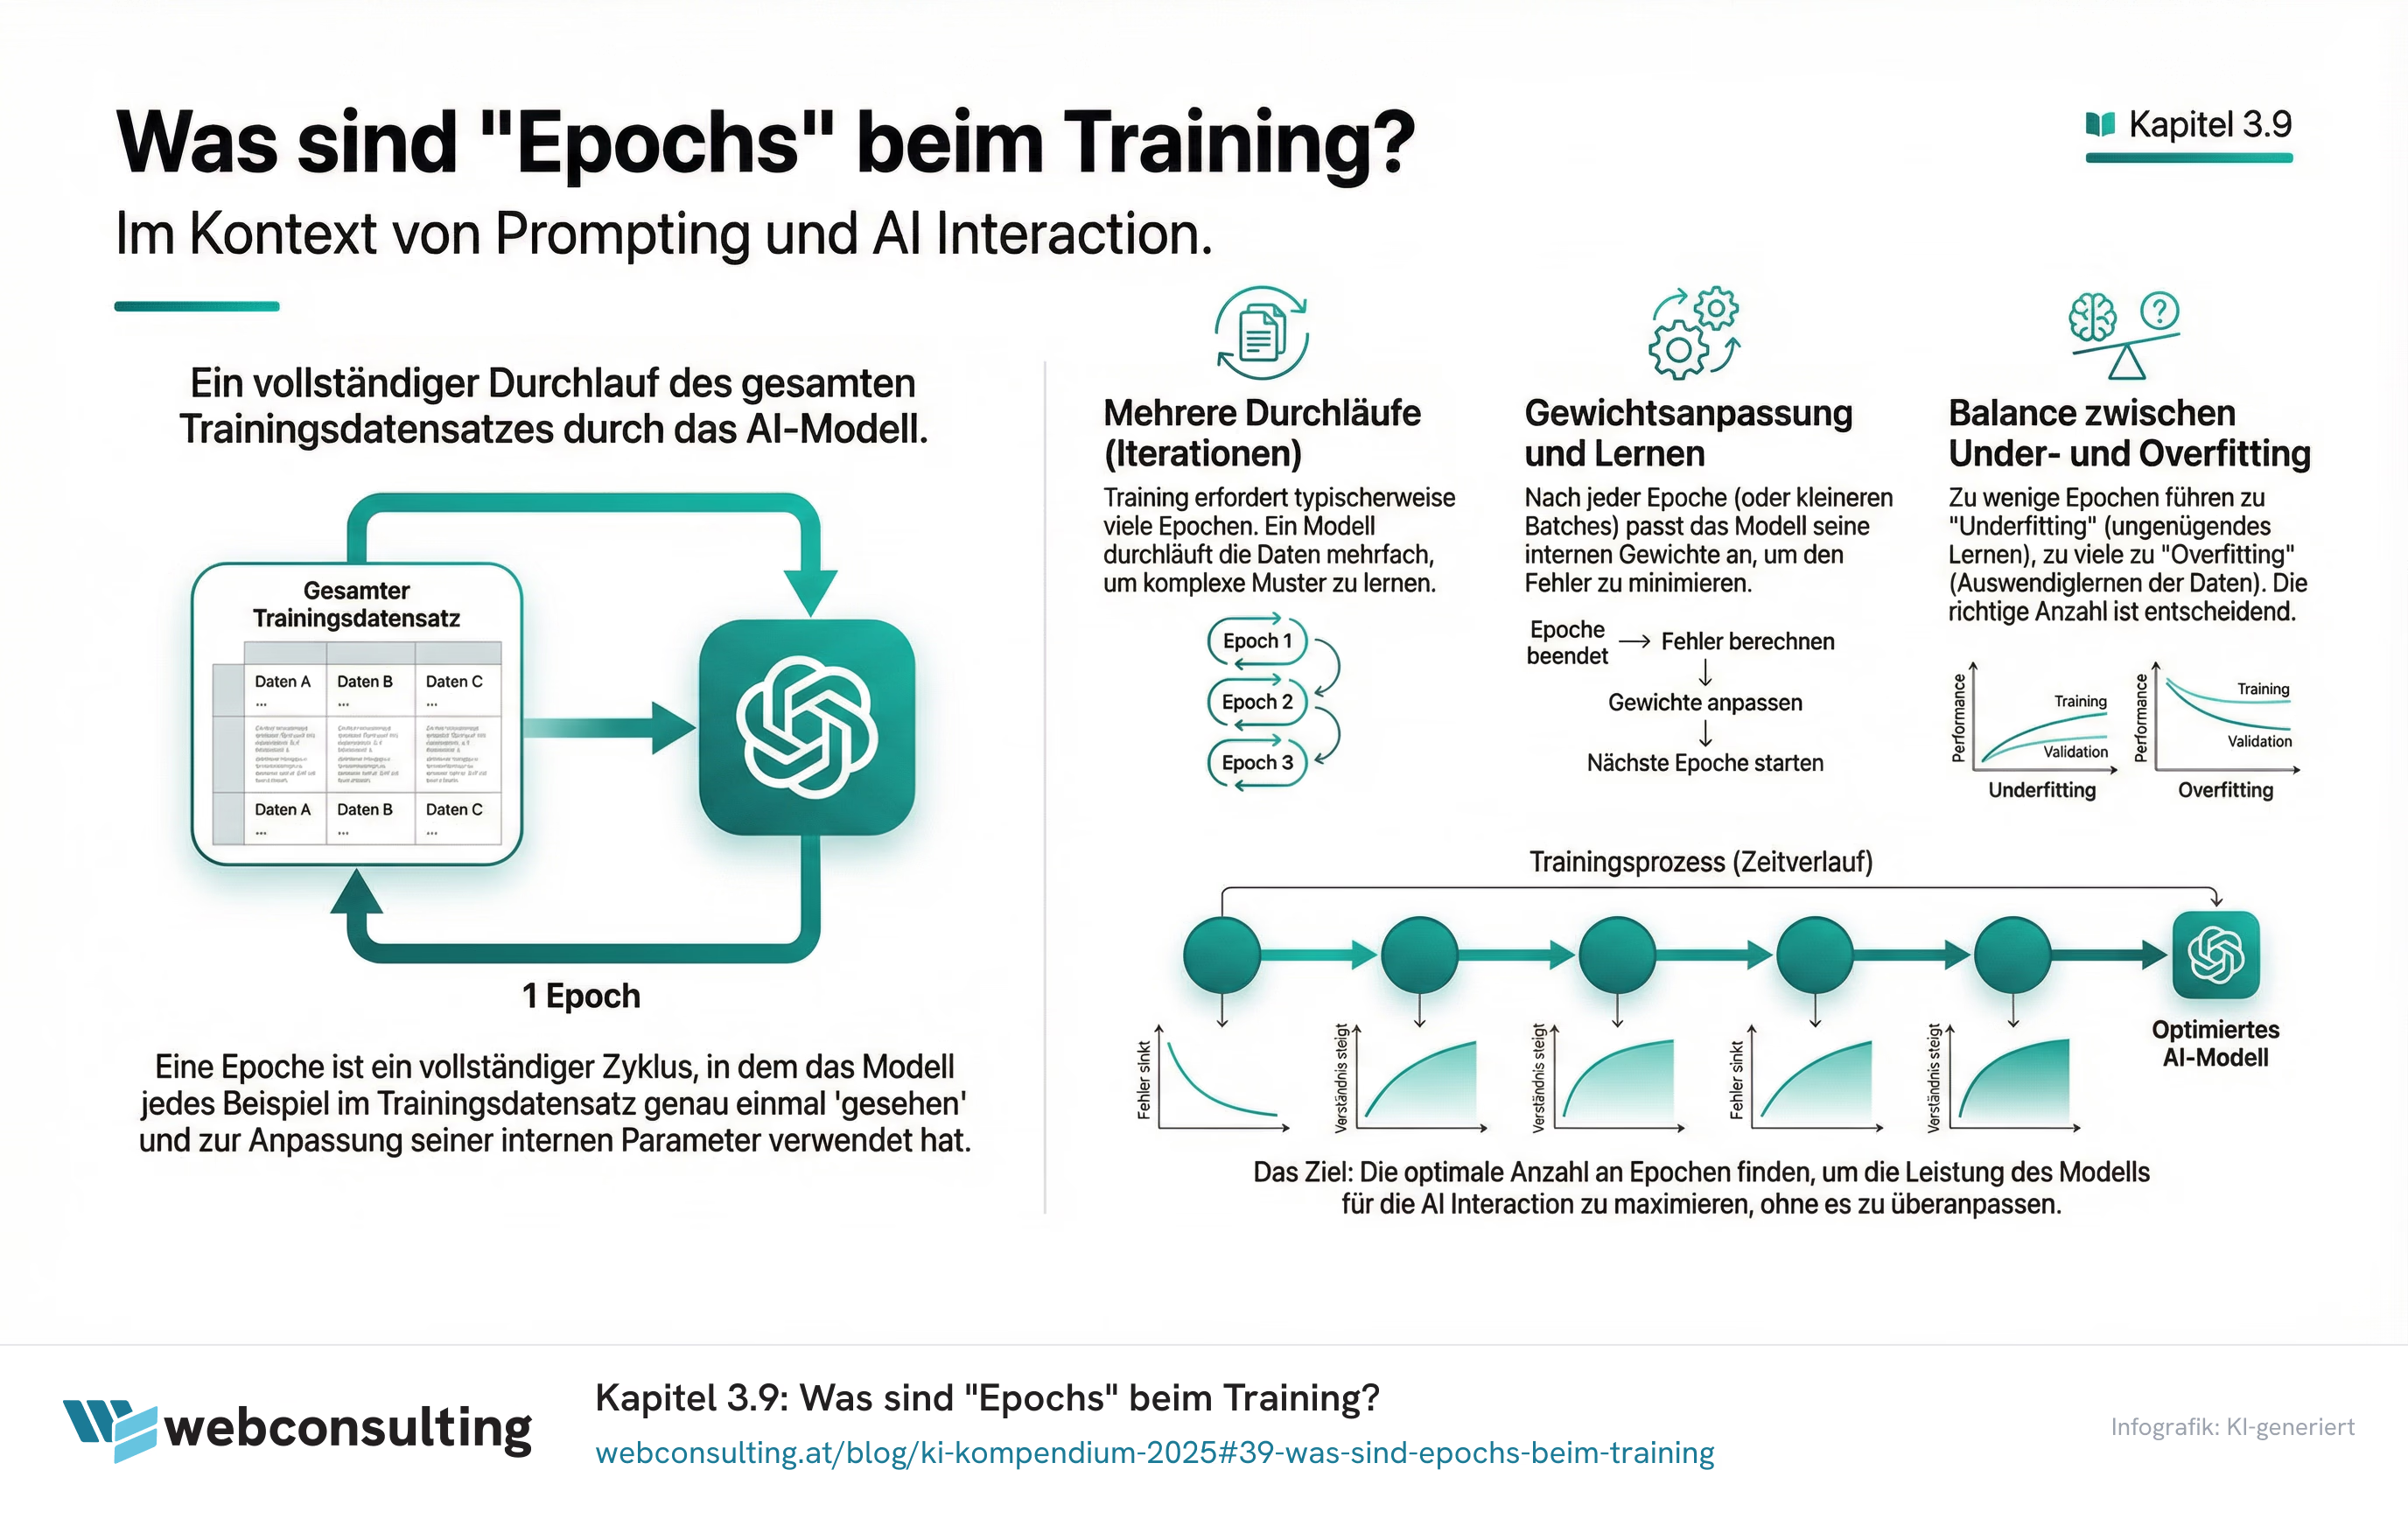 Was sind "Epochs" beim Training?
Im Kontext von Prompting und AI Interaction.
Kapitel 3.9
Ein vollständiger Durchlauf des gesamten
Trainingsdatensatzes durch das AI-Modell.
Gesamter
Trainingsdatensatz
Daten A
Daten B
Daten C
...
...
...
Daten A
Daten B
Daten C
...
...
...
1 Epoch
Eine Epoche ist ein vollständiger Zyklus, in dem das Modell
jedes Beispiel im Trainingsdatensatz genau einmal 'gesehen'
und zur Anpassung seiner internen Parameter verwendet hat.
Mehrere Durchläufe
(Iterationen)
Training erfordert typischerweise
viele Epochen. Ein Modell
durchläuft die Daten mehrfach,
um komplexe Muster zu lernen.
Epoch 1
Epoch 2
Epoch 3
Gewichtsanpassung
und Lernen
Nach jeder Epoche (oder kleineren
Batches) passt das Modell seine
internen Gewichte an, um den
Fehler zu minimieren.
Epoche
beendet
Fehler berechnen
Gewichte anpassen
Nächste Epoche starten
?
Balance zwischen
Under- und Overfitting
Zu wenige Epochen führen zu
"Underfitting" (ungenügendes
Lernen), zu viele zu "Overfitting"
(Auswendiglernen der Daten). Die
richtige Anzahl ist entscheidend.
Performance
Training
Validation
Underfitting
Performance
Training
Validation
Overfitting
Trainingsprozess (Zeitverlauf)
Fehler sinkt
Verständnis steigt
Verständnis steigt
Fehler sinkt
Verständnis steigt
Optimiertes
AI-Modell
Das Ziel: Die optimale Anzahl an Epochen finden, um die Leistung des Modells
für die AI Interaction zu maximieren, ohne es zu überanpassen.
webconsulting
Kapitel 3.9: Was sind "Epochs" beim Training?
webconsulting.at/blog/ki-kompendium-2025#39-was-sind-epochs-beim-training
Infografik: KI-generiert